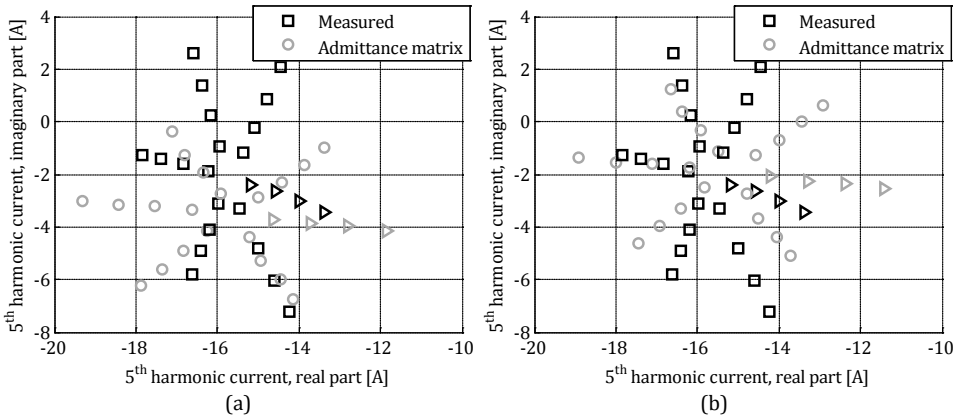 Measured
Admittance matrix
5th harmonic current, imaginary part [A]
4
2
0
-2
-4
-6
-8
-20
-18
-16
-14
-12
-10
5th harmonic current, real part [A]
(a)
Measured
Admittance matrix
5th harmonic current, imaginary part [A]
4
2
0
-2
-4
-6
-8
-20
-18
-16
-14
-12
-10
5th harmonic current, real part [A]
(b)